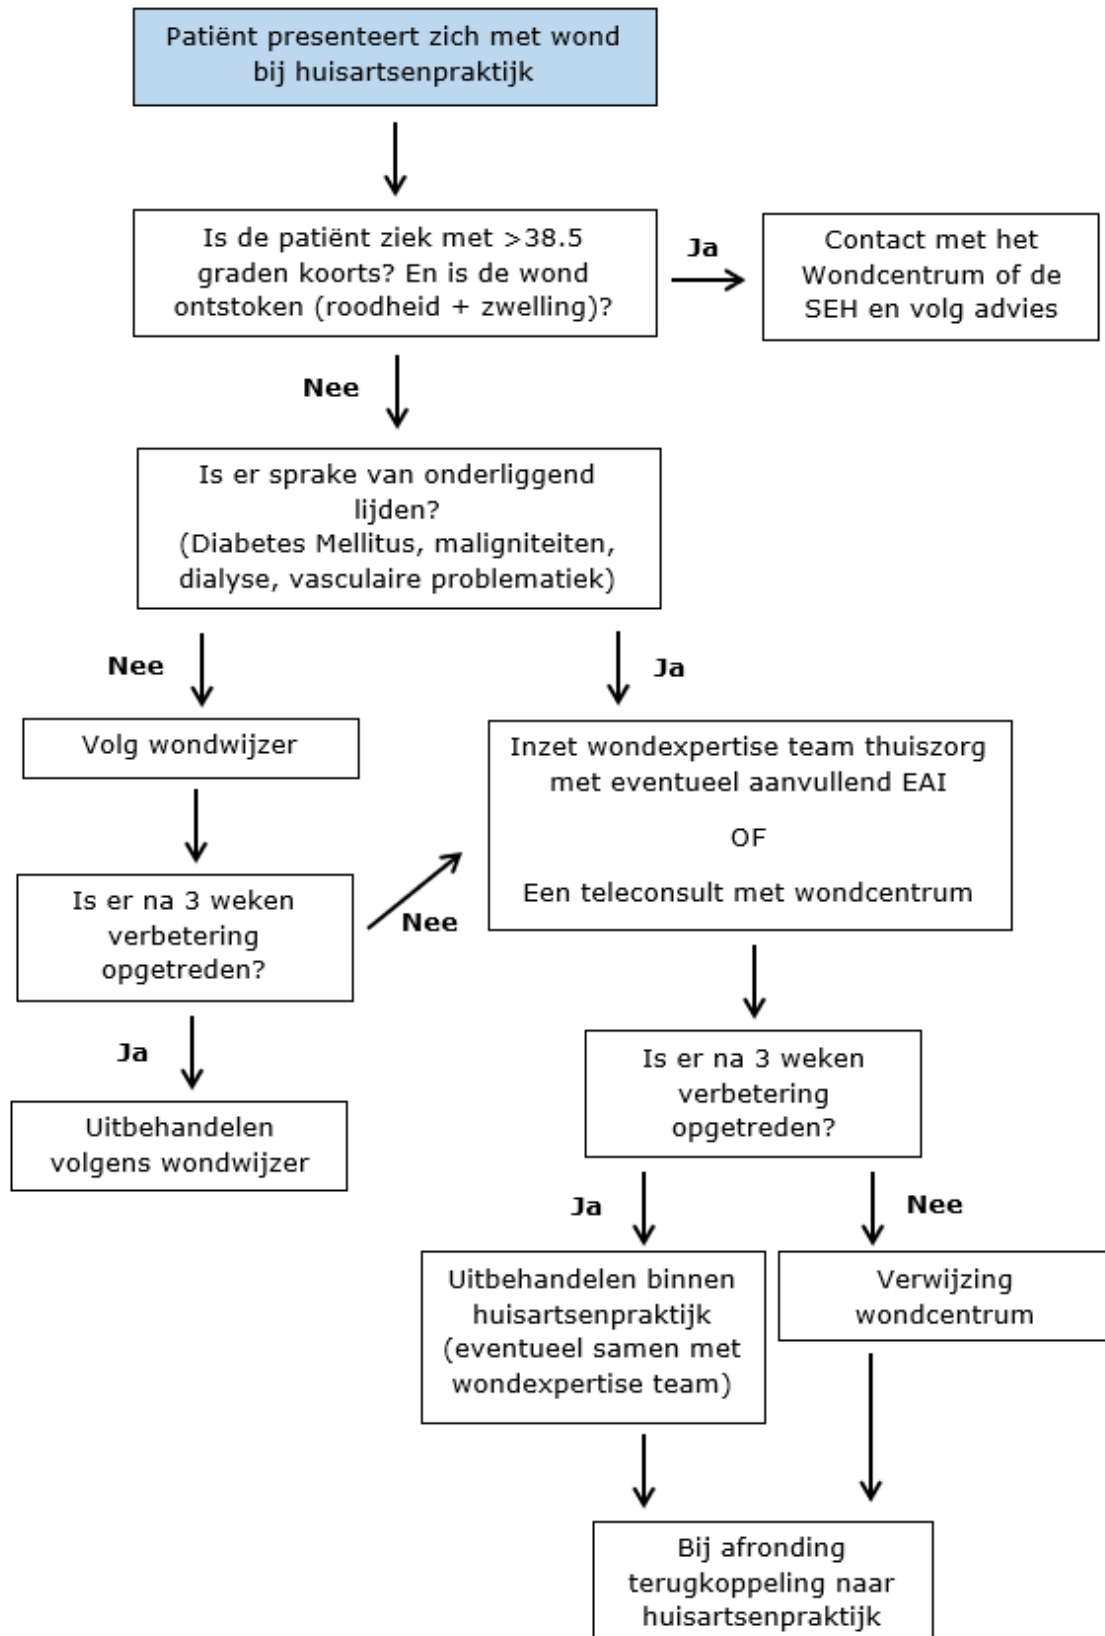 Patiënt presenteert zich met wond
bij huisartsenpraktijk
Is de patiënt ziek met >38.5
graden koorts? En is de wond
ontstoken (roodheid + zwelling)?
Ja
Contact met het
Wondcentrum of de
SEH en volg advies
Nee
Is er sprake van onderliggend
lijden?
(Diabetes Mellitus, maligniteiten,
dialyse, vasculaire problematiek)
Nee
Ja
Volg wondwijzer
Inzet wondexpertise team thuiszorg
met eventueel aanvullend EAI
OF
Een teleconsult met wondcentrum
Is er na 3 weken
verbetering
opgetreden?
Nee
Ja
Uitbehandelen
volgens wondwijzer
Is er na 3 weken
verbetering
opgetreden?
Ja
Nee
Uitbehandelen binnen
huisartsenpraktijk
(eventueel samen met
wondexpertise team)
Verwijzing
wondcentrum
Bij afronding
terugkoppeling naar
huisartsenpraktijk